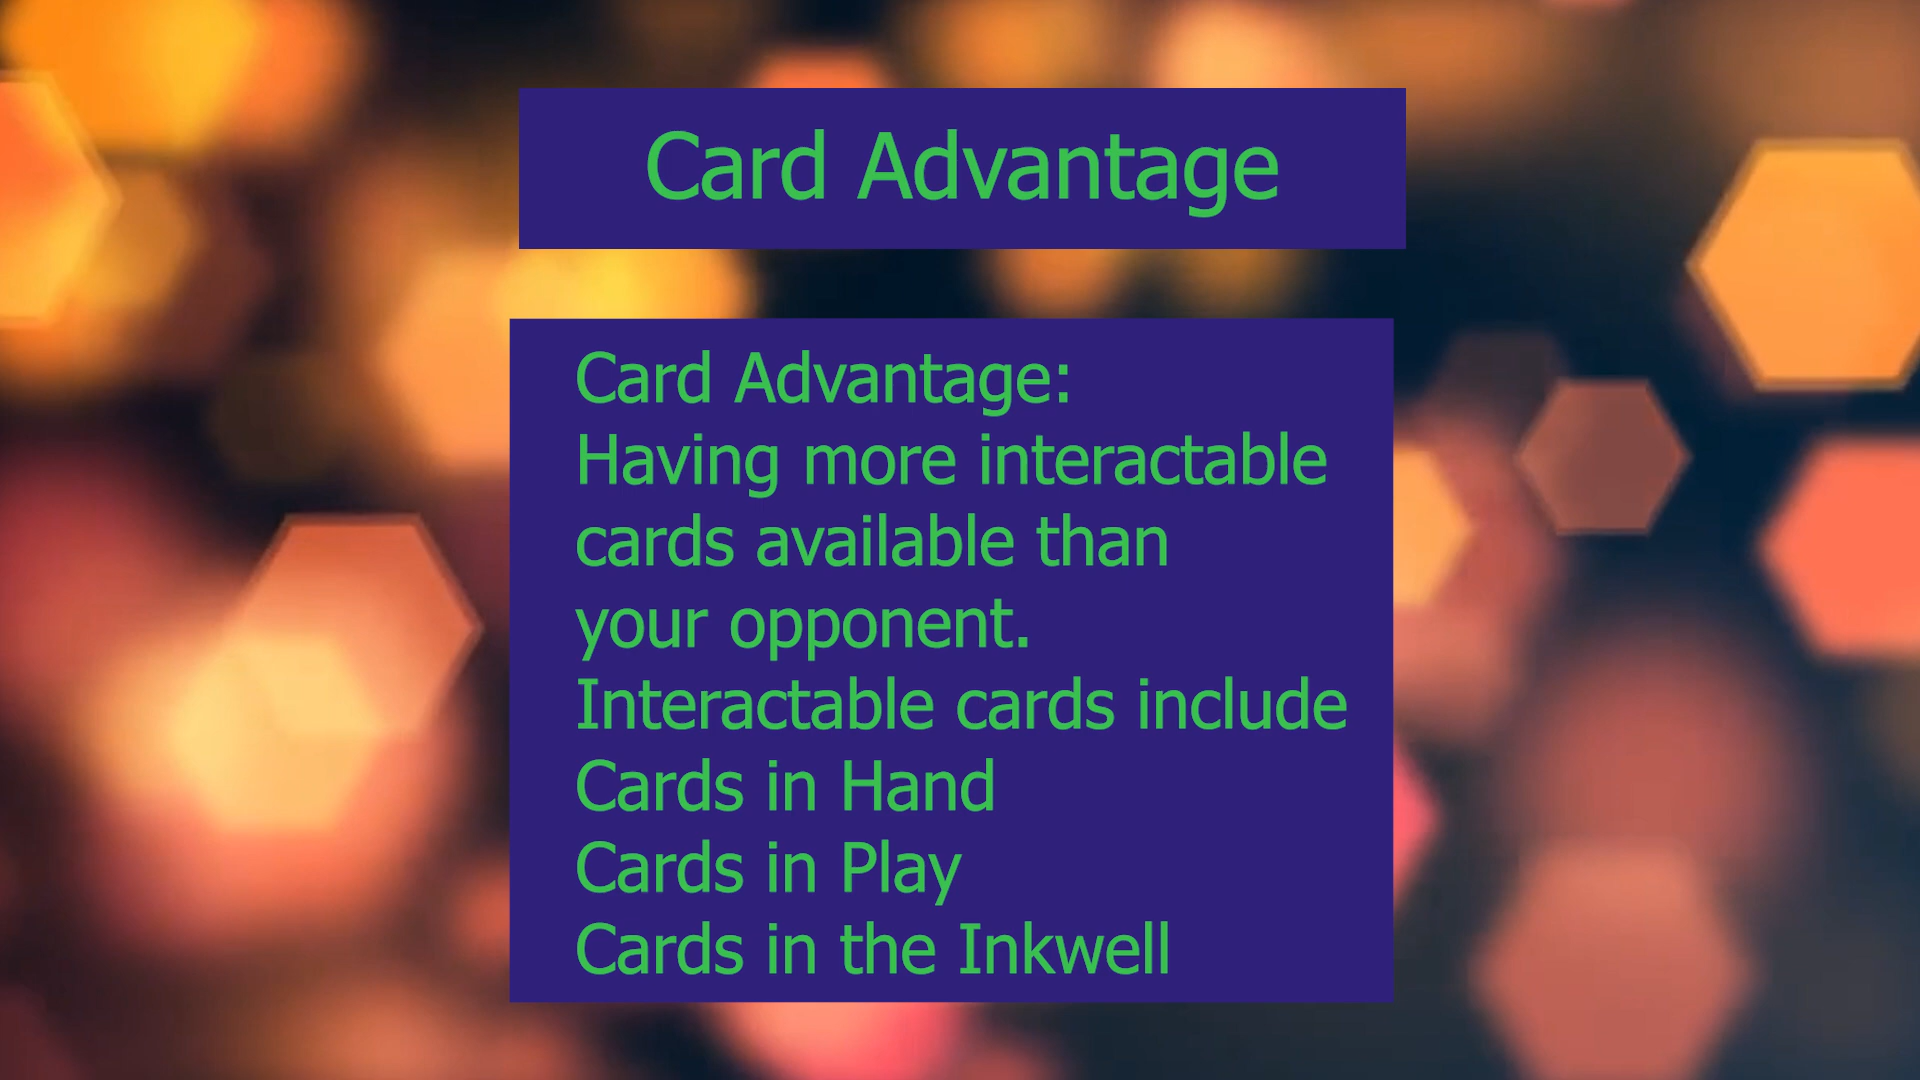 Card Advantage
Card Advantage:
Having more interactable
cards available than
your opponent.
Interactable cards include
Cards in Hand
Cards in Play
Cards in the Inkwell